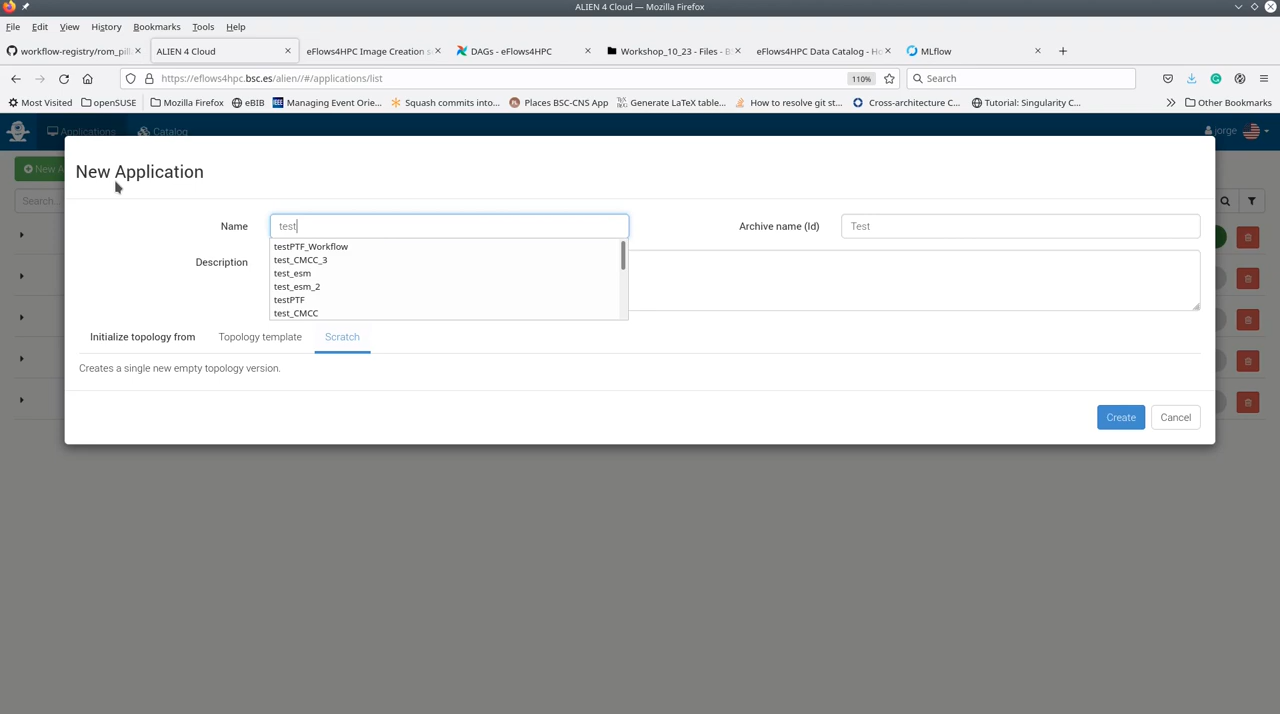 ALIEN 4 Cloud — Mozilla Firefox
File Edit View History Bookmarks Tools Help
workflow-registry/rom_pil
ALIEN 4 Cloud
eFlows4HPC Image Creation s
DAGs - eFlows4HPC
Workshop_10_23 - Files - B
eFlows4HPC Data Catalog - Ho
MLflow
https://eflows4hpc.bsc.es/alien//#/applications/list
110%
Search
Most Visited
openSUSE
Mozilla Firefox
eBIB
Managing Event Orie...
Squash commits into...
Places BSC-CNS App
Generate LaTeX table...
How to resolve git st...
Cross-architecture C...
Tutorial: Singularity C...
Other Bookmarks
Applications
Catalog
jorge
New A
Search...
New Application
Name
test
Archive name (Id)
Test
testPTF_Workflow
test_CMCC_3
test_esm
test_esm_2
testPTF
test_CMCC
Description
Initialize topology from
Topology template
Scratch
Creates a single new empty topology version.
Create
Cancel